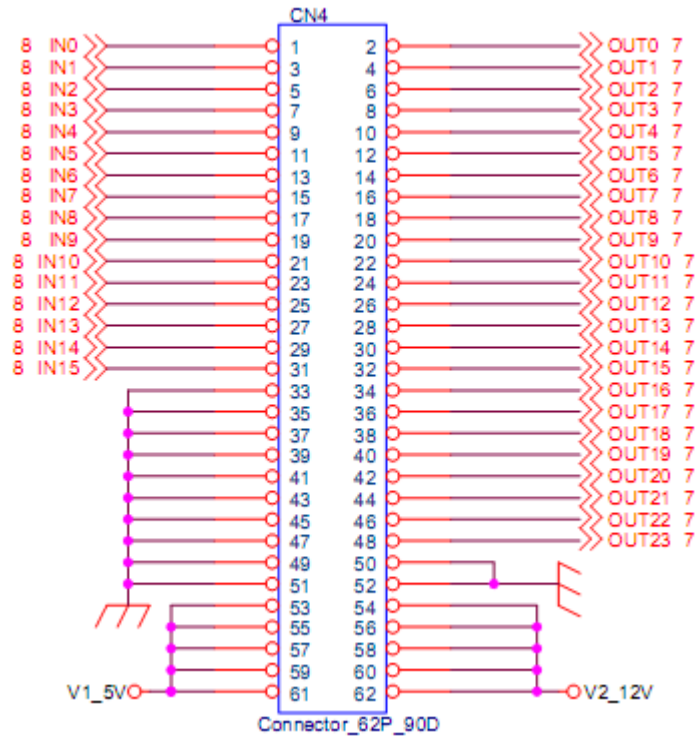 CN4
8 IN0 1 2 OUT0 7
8 IN1 3 4 OUT1 7
8 IN2 5 6 OUT2 7
8 IN3 7 8 OUT3 7
8 IN4 9 10 OUT4 7
8 IN5 11 12 OUT5 7
8 IN6 13 14 OUT6 7
8 IN7 15 16 OUT7 7
8 IN8 17 18 OUT8 7
8 IN9 19 20 OUT9 7
8 IN10 21 22 OUT10 7
8 IN11 23 24 OUT11 7
8 IN12 25 26 OUT12 7
8 IN13 27 28 OUT13 7
8 IN14 29 30 OUT14 7
8 IN15 31 32 OUT15 7
33 34 OUT16 7
35 36 OUT17 7
37 38 OUT18 7
39 40 OUT19 7
41 42 OUT20 7
43 44 OUT21 7
45 46 OUT22 7
47 48 OUT23 7
49 50
51 52
53 54
55 56
57 58
59 60
V1_5V 61 62 V2_12V
Connector_62P_90D